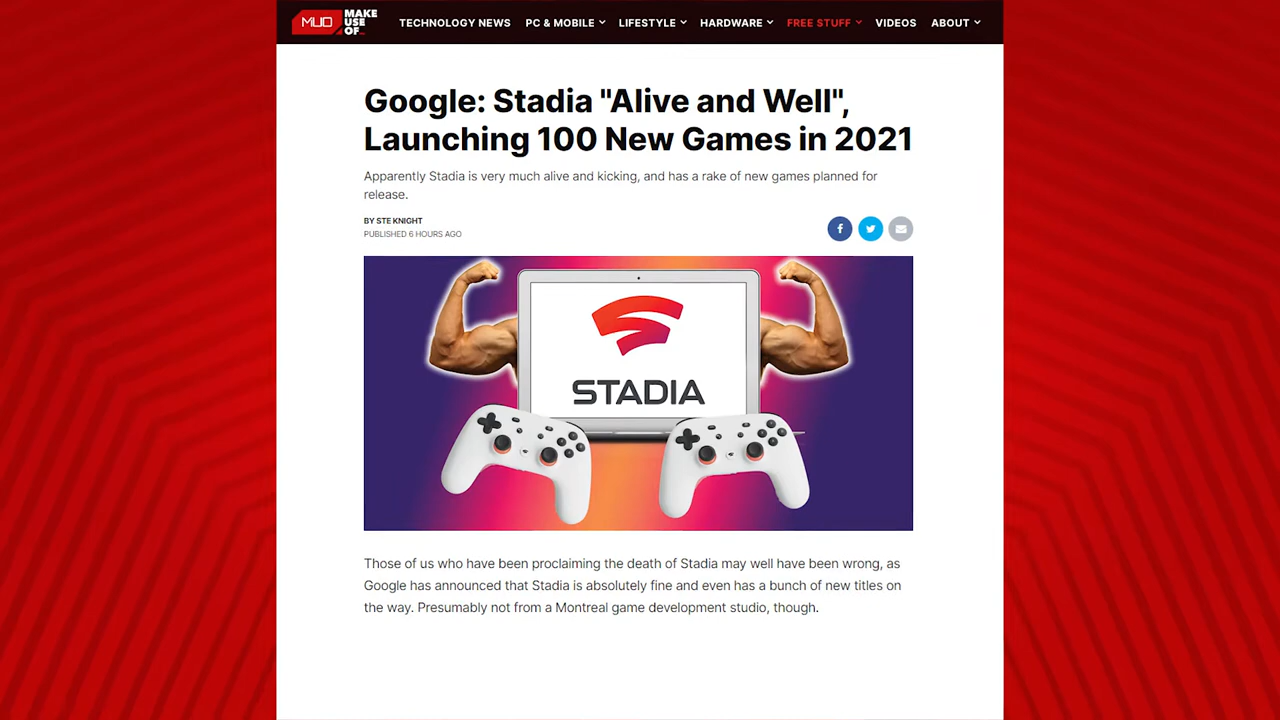 MUO MAKE
USE
OF
TECHNOLOGY NEWS PC & MOBILE LIFESTYLE HARDWARE FREE STUFF VIDEOS ABOUT
Google: Stadia "Alive and Well",
Launching 100 New Games in 2021
Apparently Stadia is very much alive and kicking, and has a rake of new games planned for
release.
BY STE KNIGHT
PUBLISHED 6 HOURS AGO
STADIA
Those of us who have been proclaiming the death of Stadia may well have been wrong, as
Google has announced that Stadia is absolutely fine and even has a bunch of new titles on
the way. Presumably not from a Montreal game development studio, though.